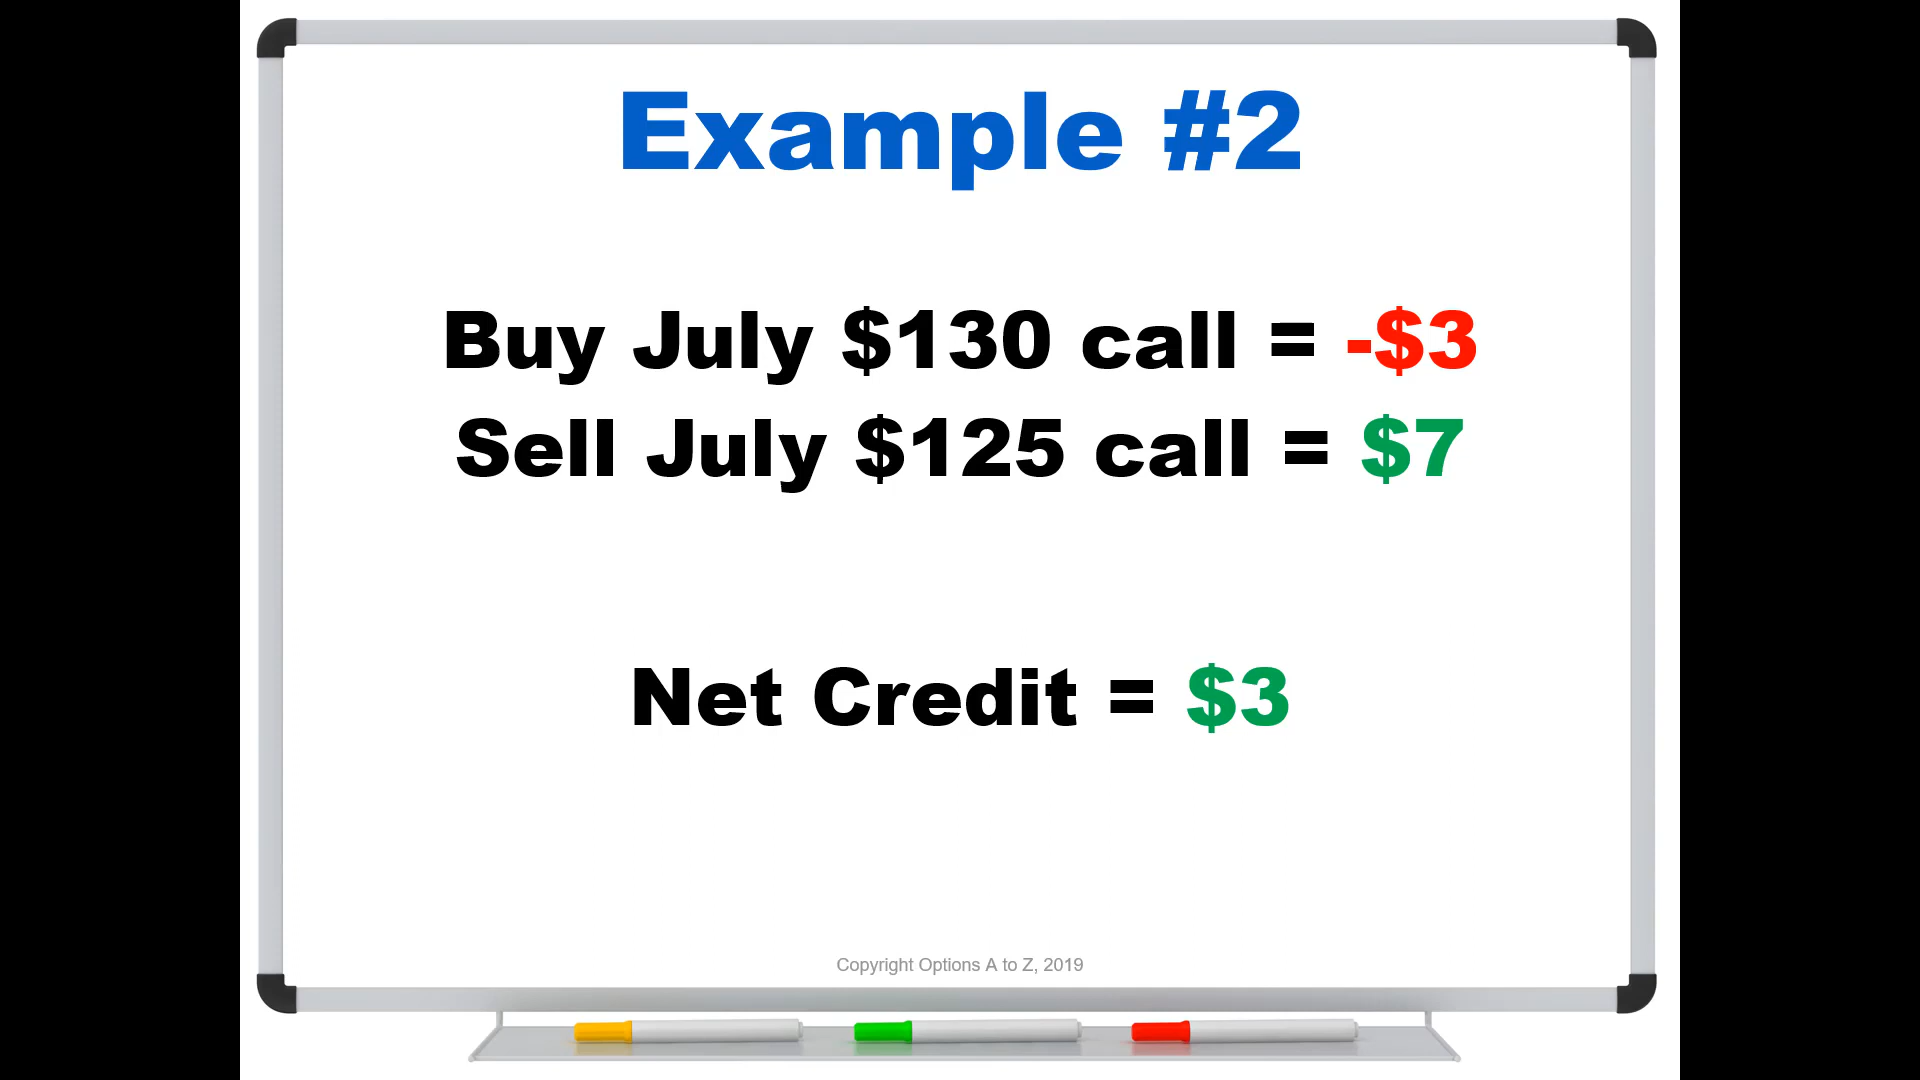 Example #2
Buy July $130 call = -$3
Sell July $125 call = $7
Net Credit = $3
Copyright Options A to Z, 2019